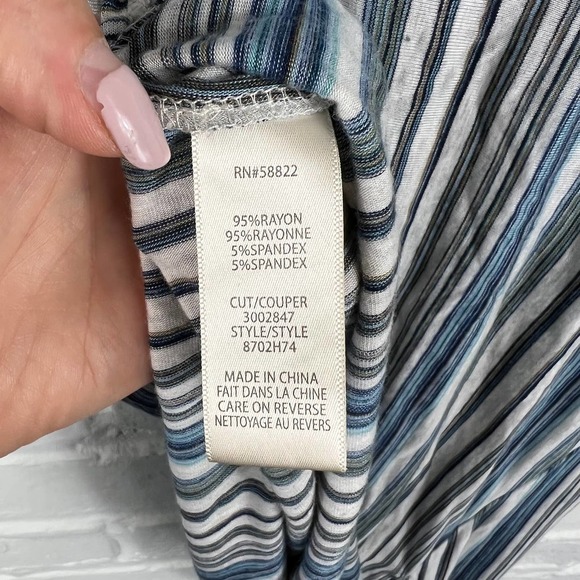 RN#58822
95%RAYON
95%RAYONNE
5%SPANDEX
5%SPANDEX
CUT/COUPER
3002847
STYLE/STYLE
8702H74
MADE IN CHINA
FAIT DANS LA CHINE
CARE ON REVERSE
NETTOYAGE AU REVERS